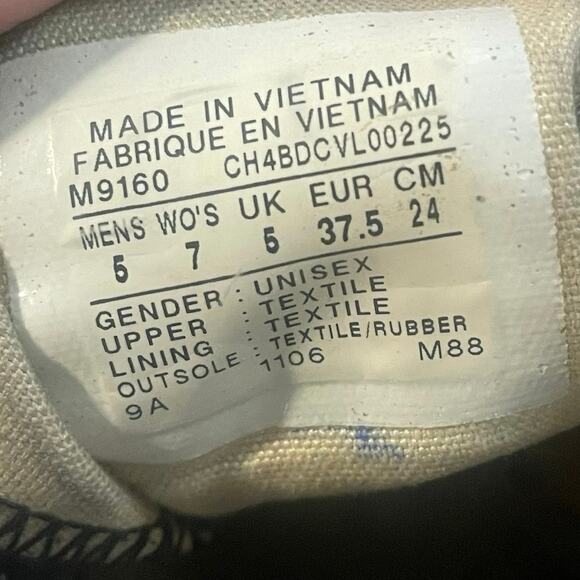 MADE IN VIETNAM
FABRIQUE EN VIETNAM
M9160 CH4BDCVL00225
MENS WO'S UK EUR CM
5 7 5 37.5 24
GENDER : UNISEX
UPPER : TEXTILE
LINING : TEXTILE
OUTSOLE : TEXTILE/RUBBER
9A 1106 M88